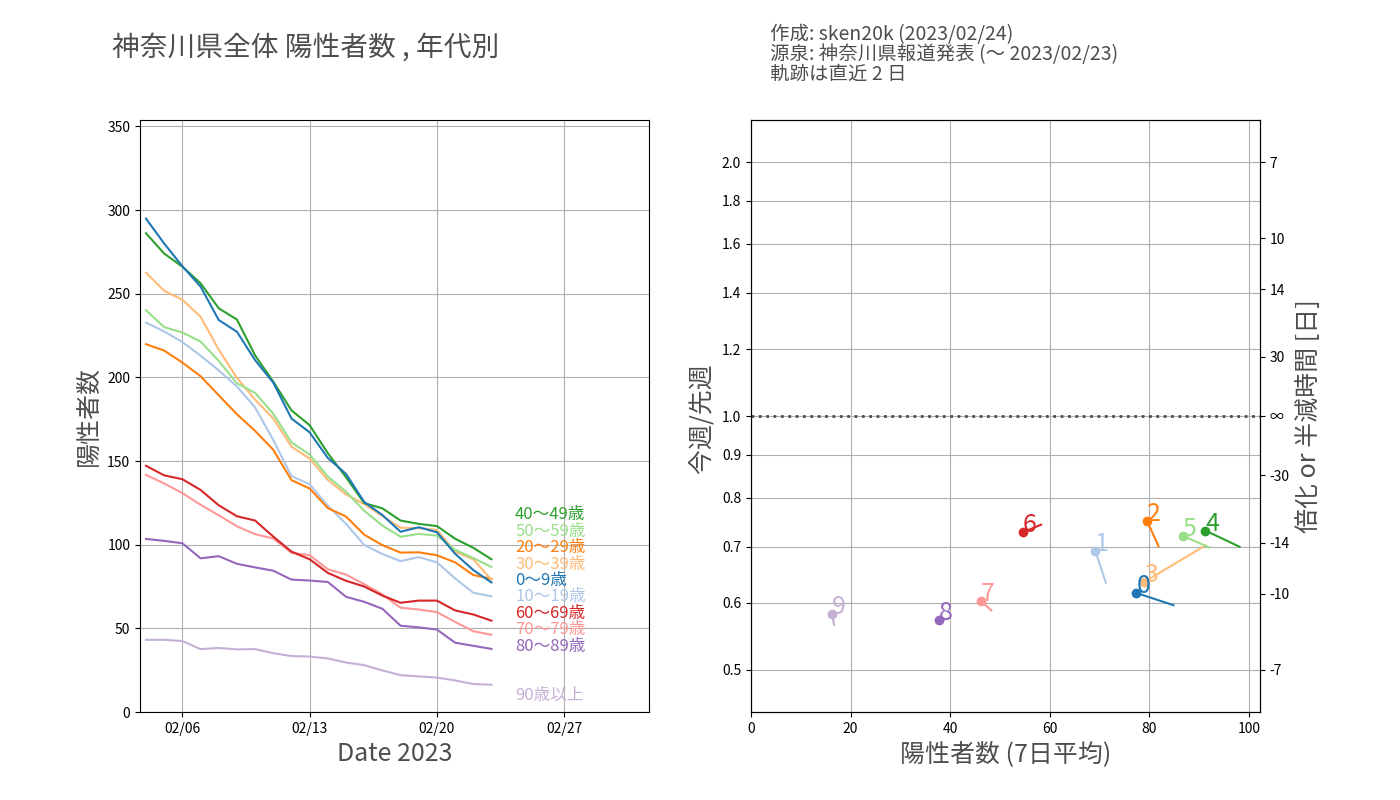 神奈川県全体 陽性者数 , 年代別
作成: sken20k (2023/02/24)
源泉: 神奈川県報道発表 (～ 2023/02/23)
軌跡は直近 2 日
陽性者数
350
300
250
200
150
100
50
0
40～49歳
50～59歳
20～29歳
30～39歳
0～9歳
10～19歳
60～69歳
70～79歳
80～89歳
90歳以上
02/06
02/13
02/20
02/27
Date 2023
今週/先週
2.0
1.8
1.6
1.4
1.2
1.0
0.9
0.8
0.7
0.6
0.5
2
6
5
4
1
3
0
7
9
8
7
10
14
30
∞
-30
-14
-10
-7
倍化 or 半減時間 [日]
0
20
40
60
80
100
陽性者数 (7日平均)